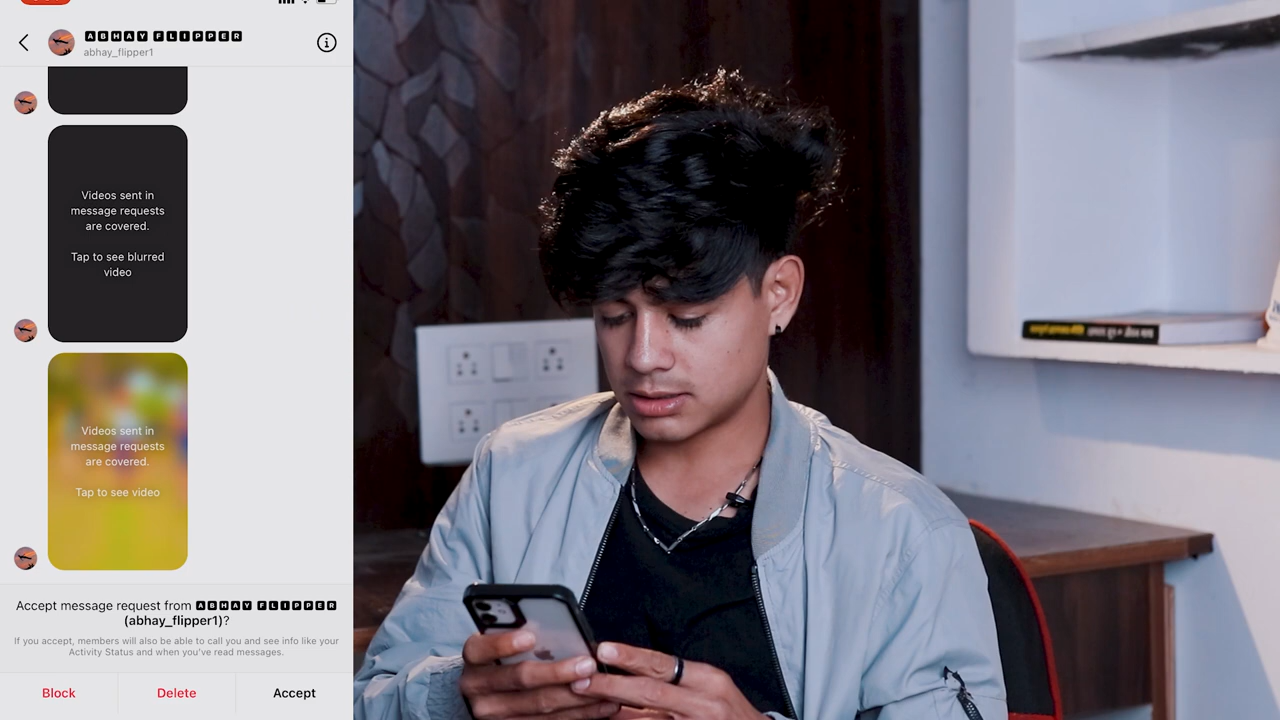 ABHAY FLIPPER
abhay_flipper1
Videos sent in
message requests
are covered.
Tap to see blurred
video
Videos sent in
message requests
are covered.
Tap to see video
Accept message request from ABHAY FLIPPER
(abhay_flipper1)?
If you accept, members will also be able to call you and see info like your
Activity Status and when you've read messages.
Block
Delete
Accept